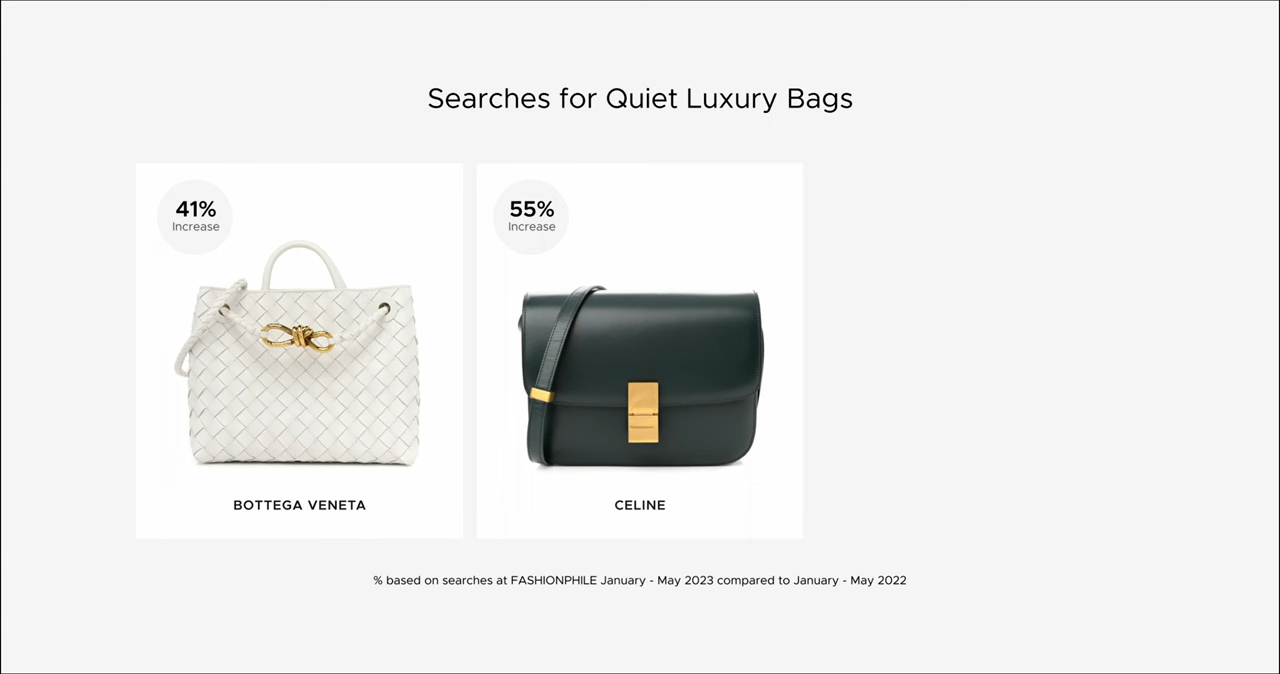 Searches for Quiet Luxury Bags
41%
Increase
55%
Increase
BOTTEGA VENETA
CELINE
% based on searches at FASHIONPHILE January - May 2023 compared to January - May 2022